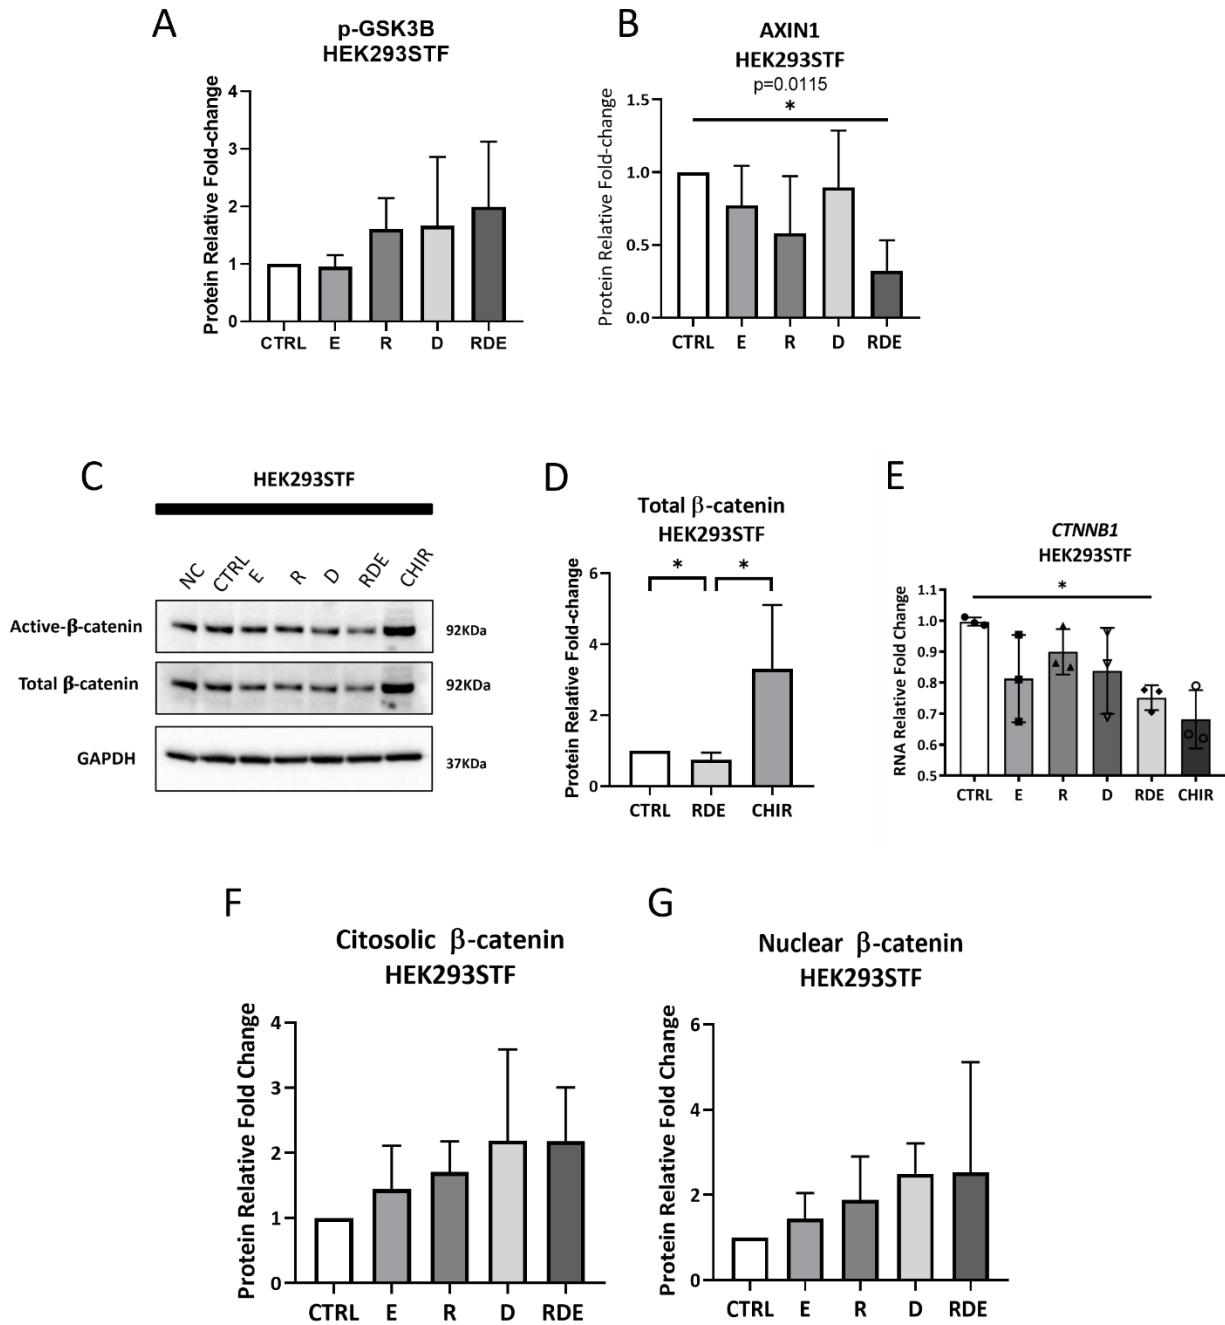 A
p-GSK3B
HEK293STF
Protein Relative Fold-change
4
3
2
1
0
CTRL E R D RDE
B
AXIN1
HEK293STF
p=0.0115
*
Protein Relative Fold-change
1.5
1.0
0.5
0.0
CTRL E R D RDE
C
HEK293STF
NC CTRL E R D RDE CHIR
Active-β-catenin 92KDa
Total β-catenin 92KDa
GAPDH 37KDa
D
Total β-catenin
HEK293STF
* *
Protein Relative Fold-change
6
4
2
0
CTRL RDE CHIR
E
CTNNB1
HEK293STF
*
RNA Relative Fold Change
1.1
1.0
0.9
0.8
0.7
0.6
0.5
CTRL E R D RDE CHIR
F
Citosolic β-catenin
HEK293STF
Protein Relative Fold Change
4
3
2
1
0
CTRL E R D RDE
G
Nuclear β-catenin
HEK293STF
Protein Relative Fold Change
6
4
2
0
CTRL E R D RDE